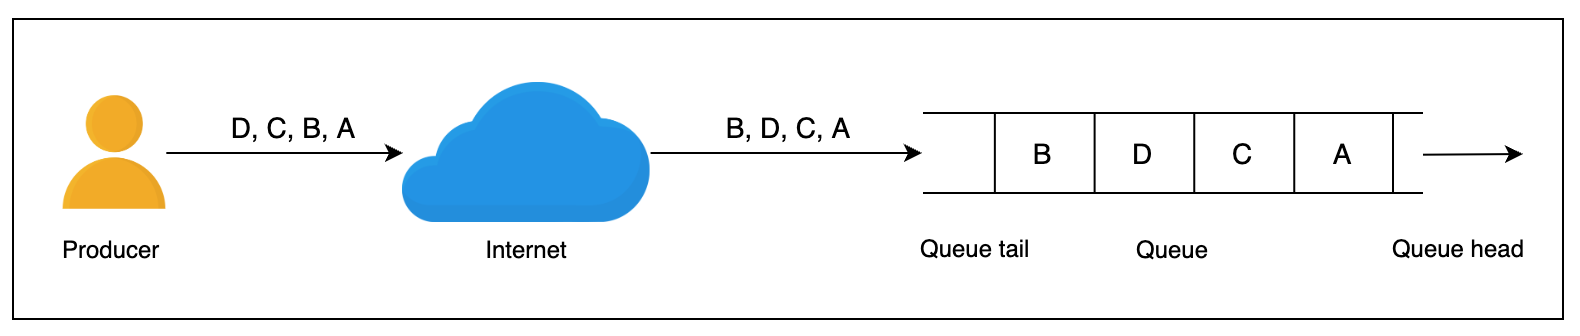 D, C, B, A
B, D, C, A
B
D
C
A
Producer
Internet
Queue tail
Queue
Queue head